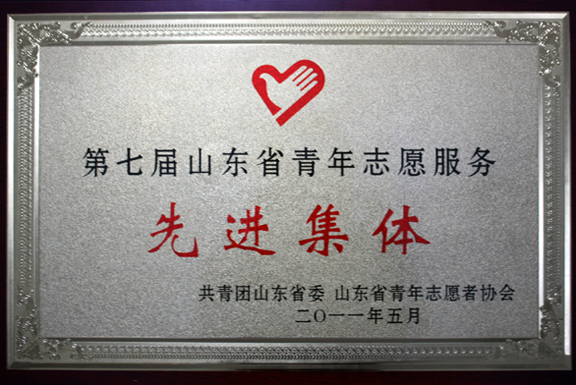 第七届山东省青年志愿服务
先进集体
共青团山东省委 山东省青年志愿者协会
二〇一一年五月